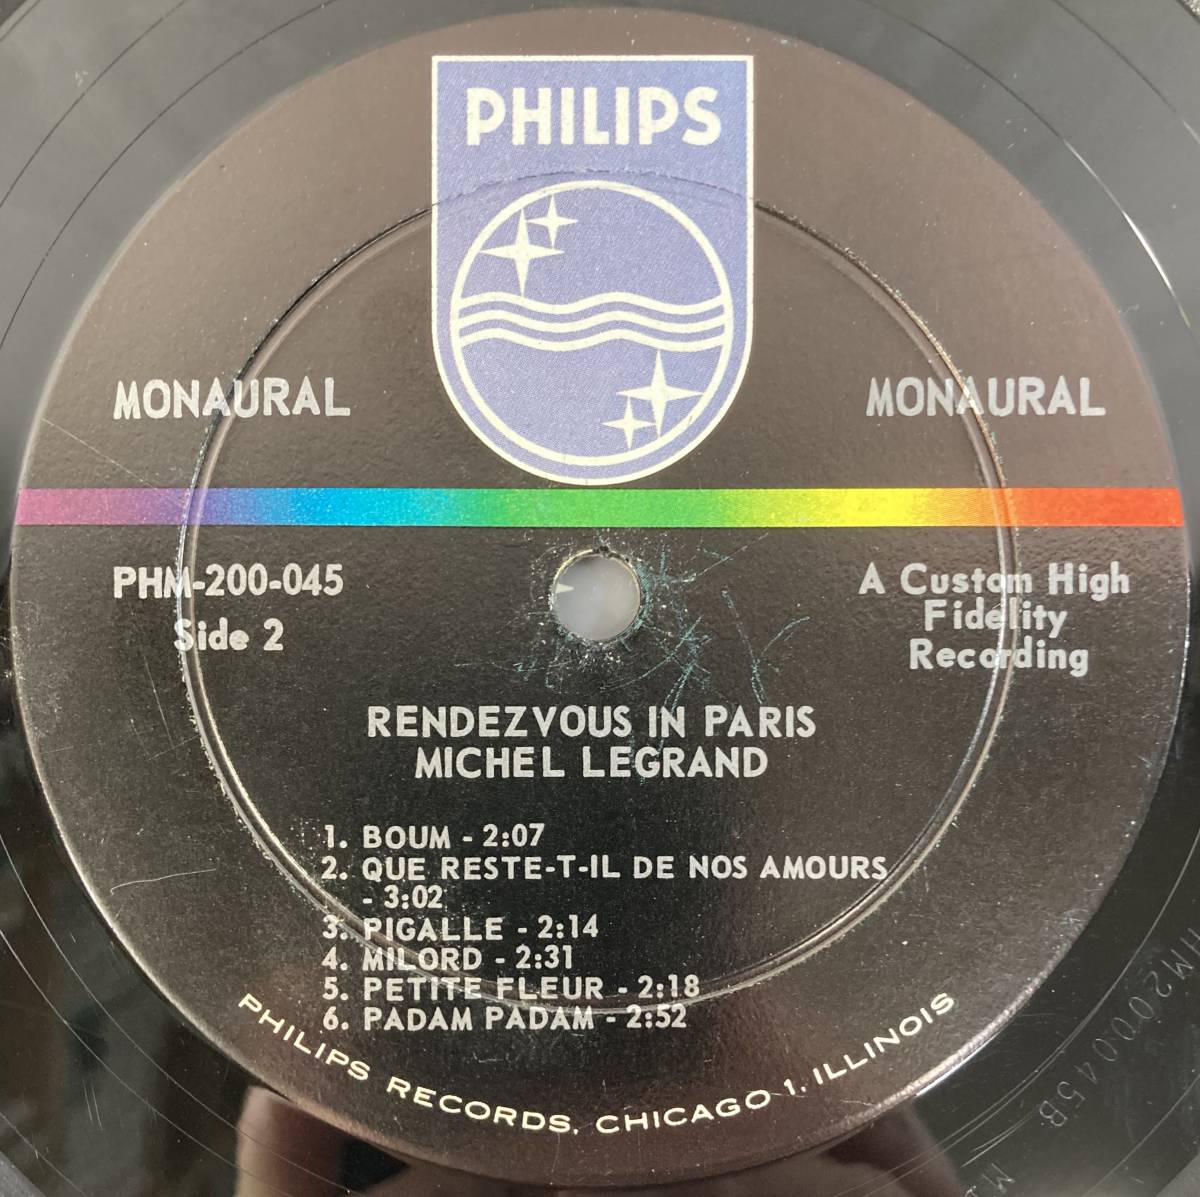 PHILIPS
MONAURAL
MONAURAL
PHM-200-045
Side 2
A Custom High
Fidelity
Recording
RENDEZVOUS IN PARIS
MICHEL LEGRAND
1. BOUM - 2:07
2. QUE RESTE-T-IL DE NOS AMOURS
- 3:02
3. PIGALLE - 2:14
4. MILORD - 2:31
5. PETITE FLEUR - 2:18
6. PADAM PADAM - 2:52
PHILIPS RECORDS, CHICAGO 1, ILLINOIS